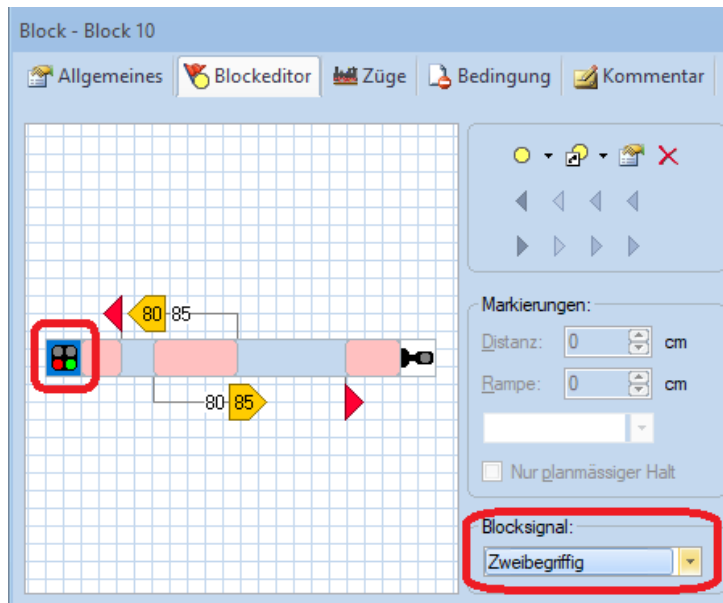 Block - Block 10
Allgemeines Blockeditor Züge Bedingung Kommentar
80 85
80 85
Markierungen:
Distanz: 0 cm
Rampe: 0 cm
Nur planmässiger Halt
Blocksignal:
Zweibegriffig